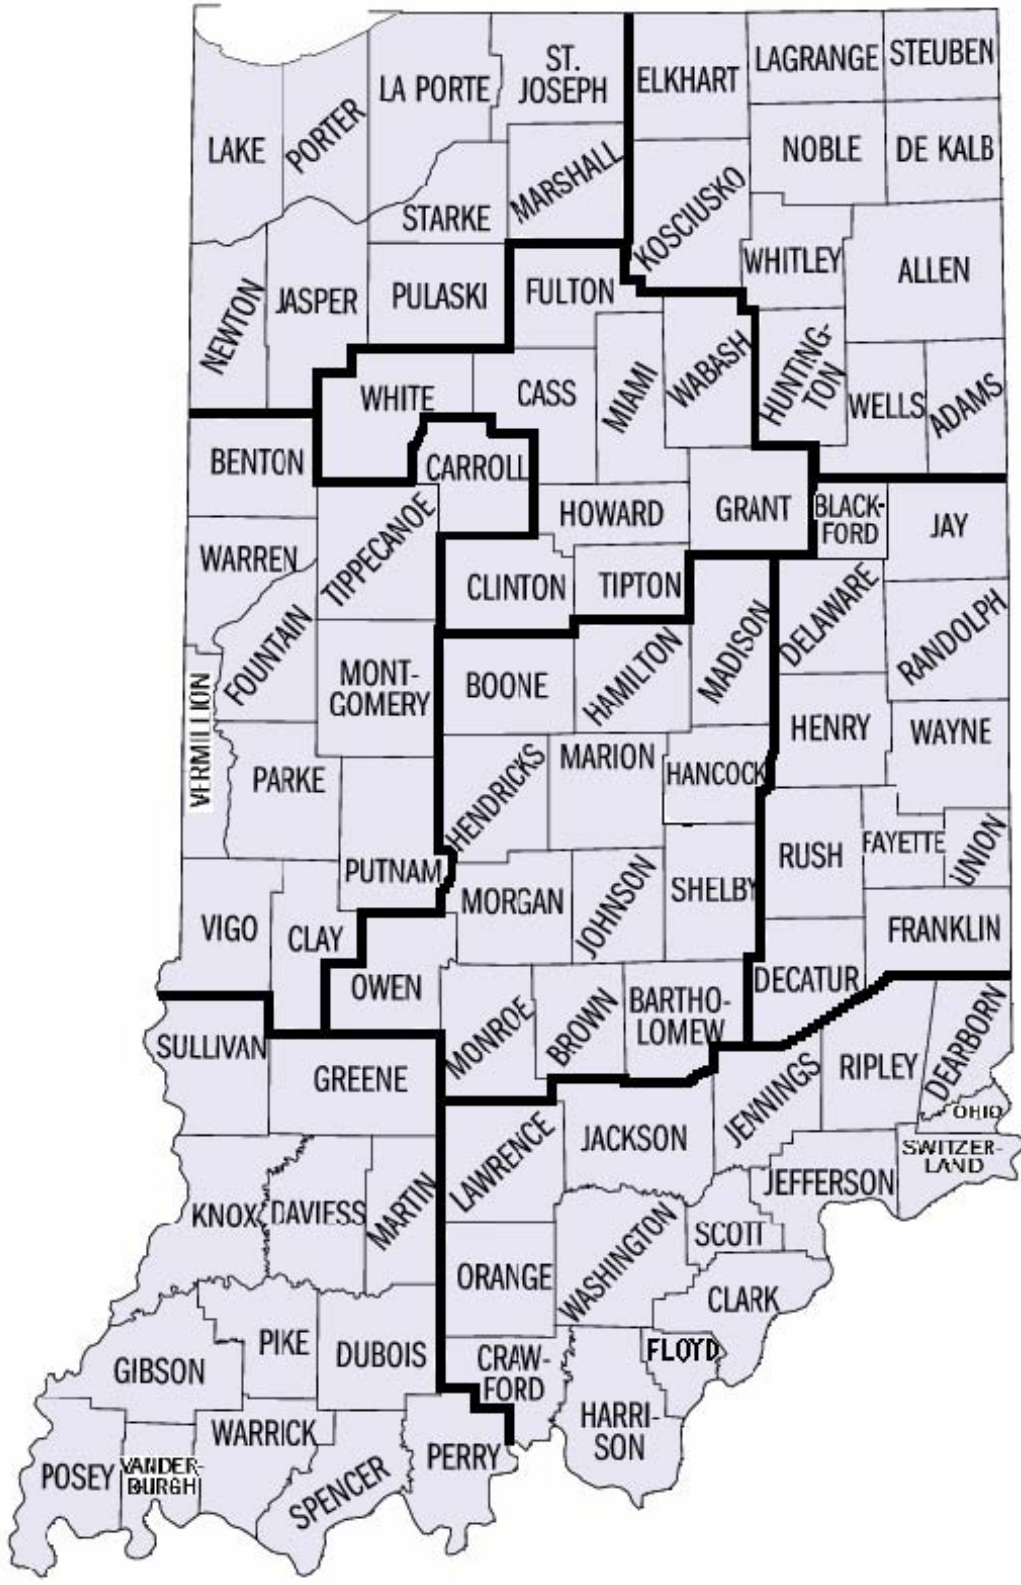 LAGRANGE
STEUBEN
ST.
JOSEPH
ELKHART
LA PORTE
LAKE
PORTER
NOBLE
DE KALB
MARSHALL
STARKE
KOSCIUSKO
WHITLEY
ALLEN
NEWTON
JASPER
PULASKI
FULTON
WHITE
CASS
MIAMI
WABASH
HUNTING-
TON
WELLS
ADAMS
BENTON
CARROLL
HOWARD
GRANT
BLACK-
FORD
JAY
WARREN
TIPPECANOE
CLINTON
TIPTON
FOUNTAIN
MADISON
DELAWARE
RANDOLPH
MONT-
GOMERY
BOONE
HAMILTON
VERMILLION
HENRY
WAYNE
PARKE
HENDRICKS
MARION
HANCOCK
PUTNAM
RUSH
FAYETTE
UNION
MORGAN
JOHNSON
SHELBY
VIGO
CLAY
FRANKLIN
OWEN
DECATUR
MONROE
BROWN
BARTHO-
LOMEW
SULLIVAN
GREENE
JENNINGS
RIPLEY
DEARBORN
OHIO
LAWRENCE
JACKSON
SWITZER-
LAND
JEFFERSON
KNOX
DAVIESS
MARTIN
SCOTT
ORANGE
WASHINGTON
CLARK
PIKE
DUBOIS
FLOYD
GIBSON
CRAW-
FORD
HARRI-
SON
WARRICK
PERRY
POSEY
VANDER-
BURGH
SPENCER